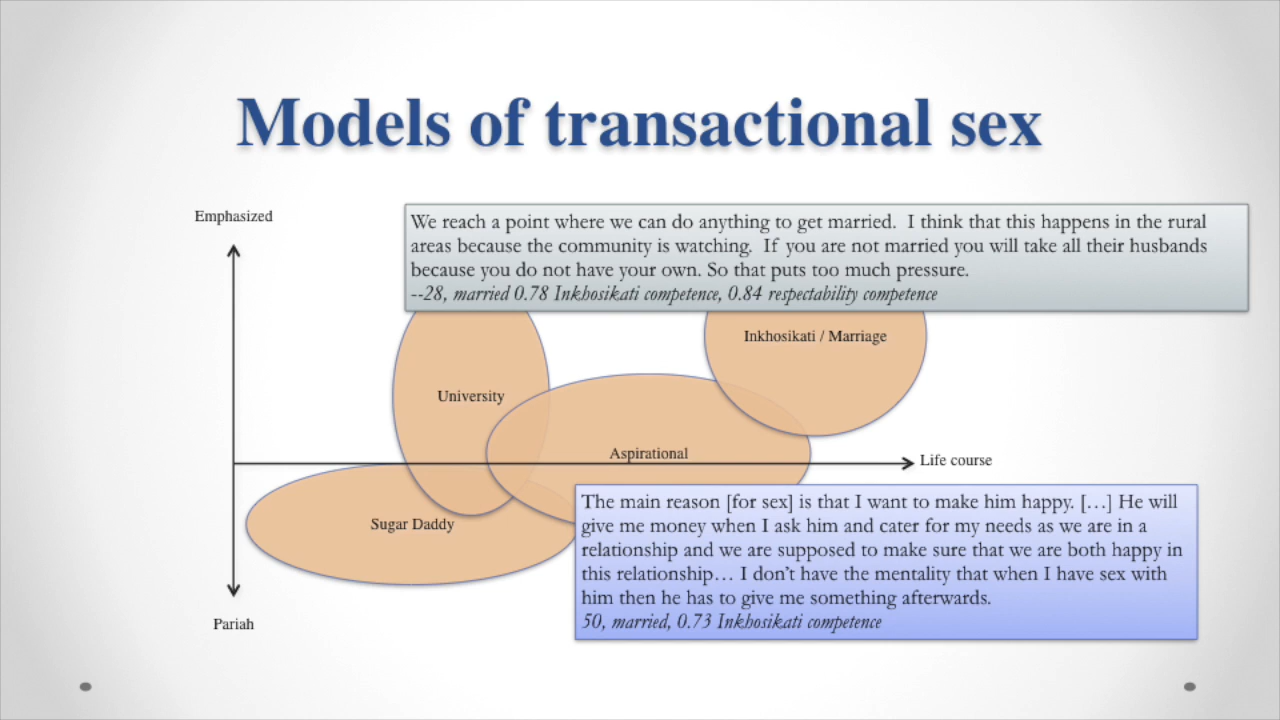 Models of transactional sex
Emphasized
We reach a point where we can do anything to get married. I think that this happens in the rural
areas because the community is watching. If you are not married you will take all their husbands
because you do not have your own. So that puts too much pressure.
--28, married 0.78 Inkhosikati competence, 0.84 respectability competence
Inkhosikati / Marriage
University
Aspirational
Life course
Sugar Daddy
The main reason [for sex] is that I want to make him happy. […] He will
give me money when I ask him and cater for my needs as we are in a
relationship and we are supposed to make sure that we are both happy in
this relationship… I don’t have the mentality that when I have sex with
him then he has to give me something afterwards.
50, married, 0.73 Inkhosikati competence
Pariah